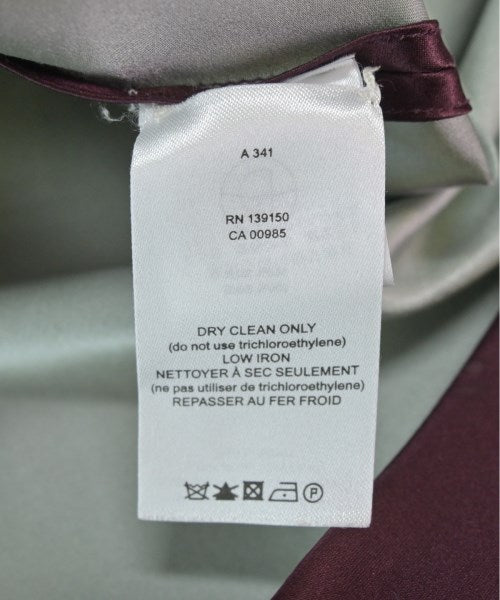 A 341
RN 139150
CA 00985
DRY CLEAN ONLY
(do not use trichloroethylene)
LOW IRON
NETTOYER À SEC SEULEMENT
(ne pas utiliser de trichloroethylene)
REPASSER AU FER FROID
P